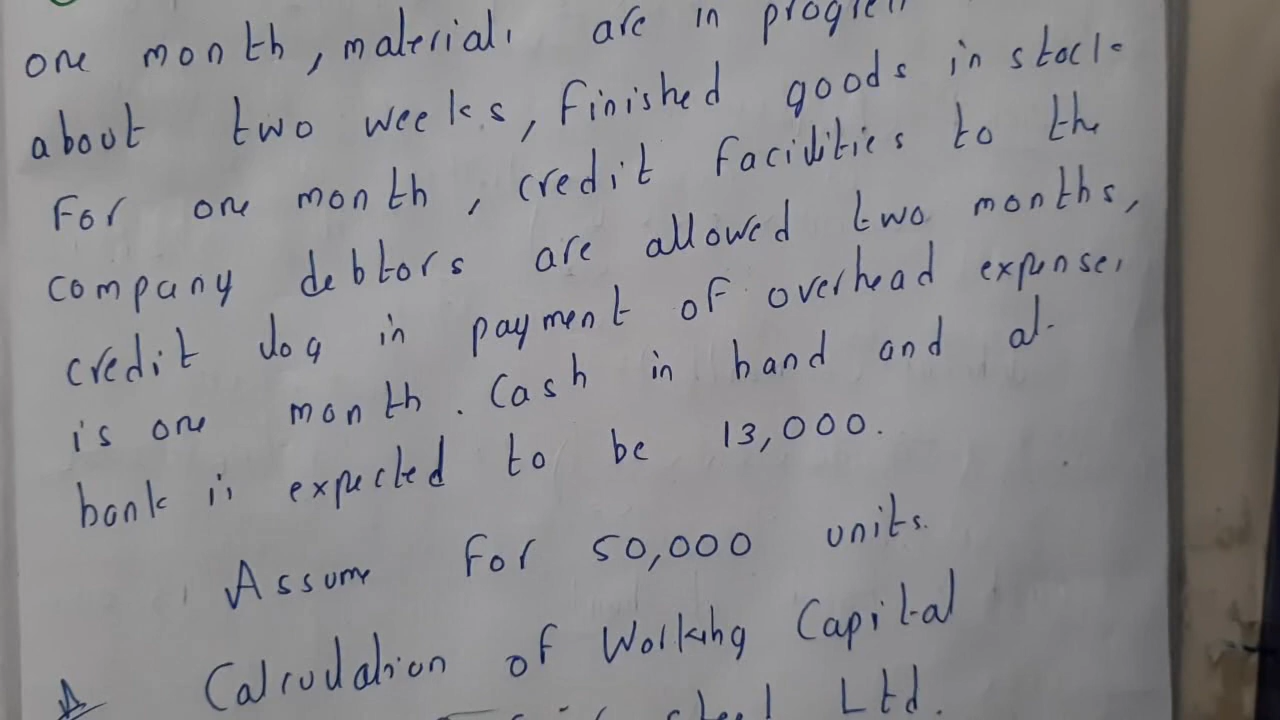 one month, materials are in progress
about two weeks, Finished goods in stock
For one month, credit facilities to the
company debtors are allowed two months,
credit log in payment of overhead expenses
is one month. Cash in hand and at
bank is expected to be 13,000.
Assume For 50,000 units.
Calculation of Working Capital
Ltd.